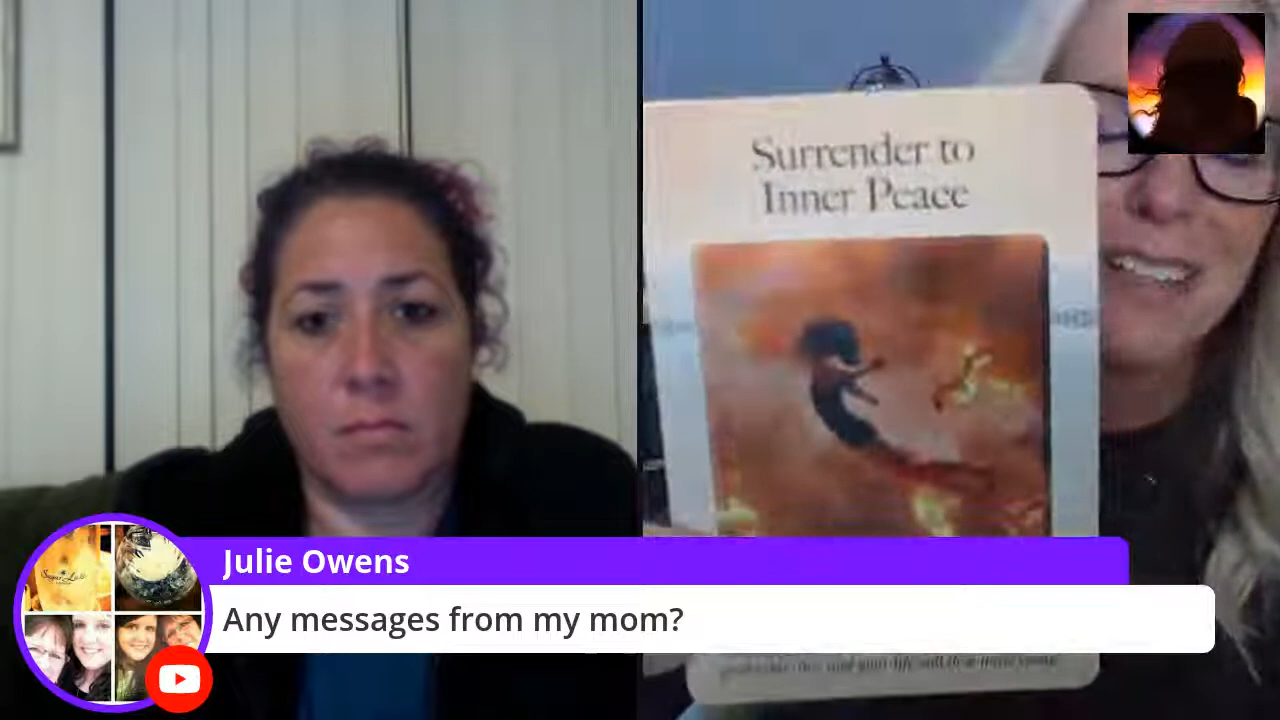 Surrender to
Inner Peace
Julie Owens
Any messages from my mom?